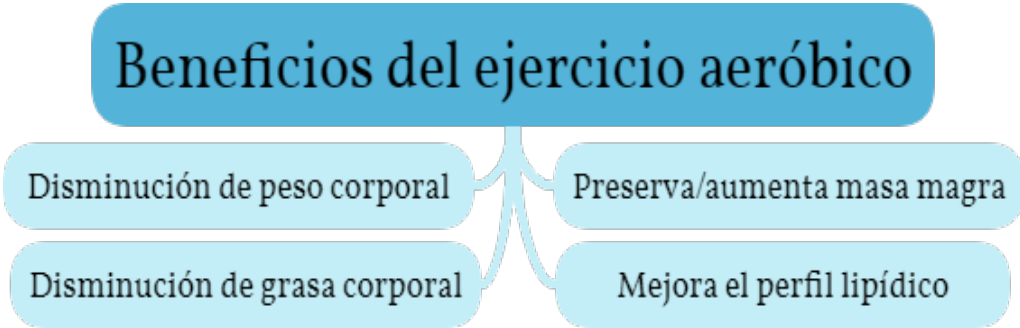 Beneficios del ejercicio aeróbico
Disminución de peso corporal
Preserva/aumenta masa magra
Disminución de grasa corporal
Mejora el perfil lipídico